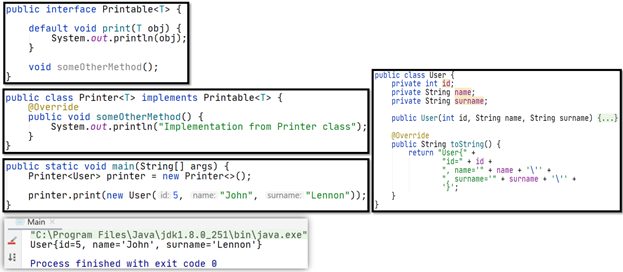 public interface Printable<T> {
default void print(T obj) {
System.out.println(obj);
}
void someOtherMethod();
}
public class Printer<T> implements Printable<T> {
@Override
public void someOtherMethod() {
System.out.println("Implementation from Printer class");
}
}
public static void main(String[] args) {
Printer<User> printer = new Printer<>();
printer.print(new User( id: 5, name: "John", surname: "Lennon"));
}
public class User {
private int id;
private String name;
private String surname;
public User(int id, String name, String surname) {...}
@Override
public String toString() {
return "User{" +
"id=" + id +
", name='" + name + '\'' +
", surname='" + surname + '\'' +
'}';
}
}
Main ×
"C:\Program Files\Java\jdk1.8.0_251\bin\java.exe"
User{id=5, name='John', surname='Lennon'}
Process finished with exit code 0